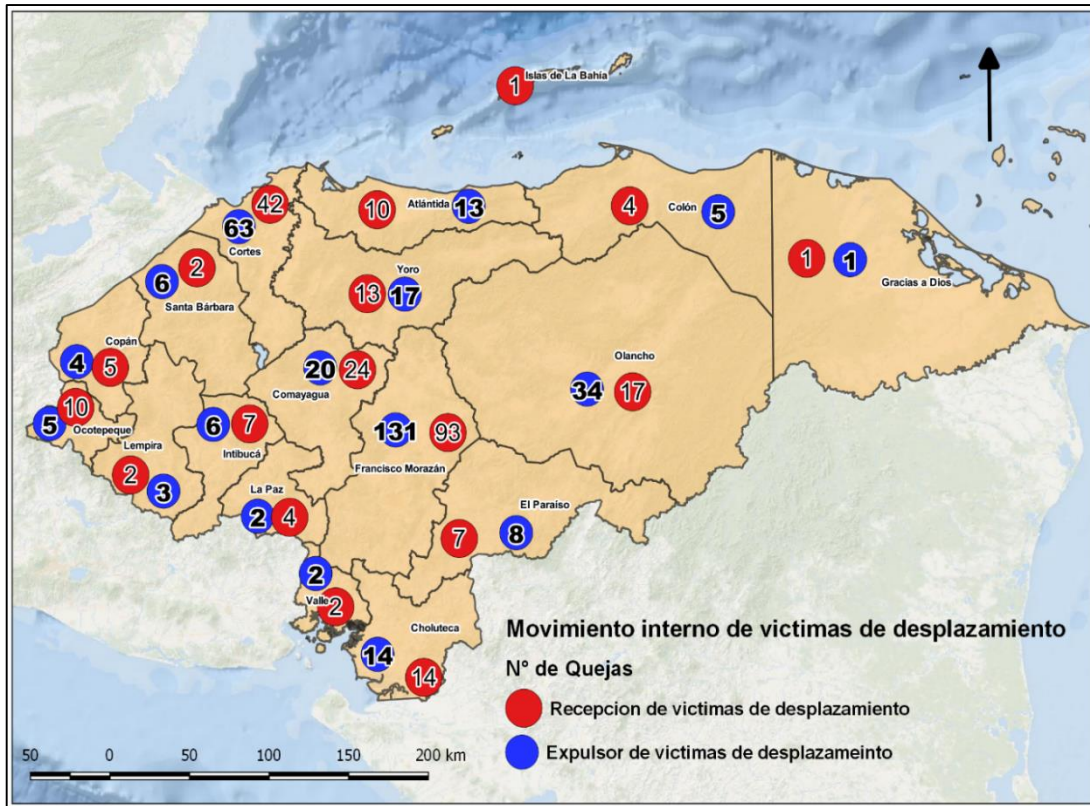 Islas de La Bahía
1
42
63
Cortes
10
Atlántida
13
4
Colón
5
1
1
Gracias a Dios
2
6
Santa Bárbara
Yoro
13
17
Copán
4
5
20
24
Comayagua
Olancho
34
17
10
5
Ocotepeque
6
7
Intibucá
131
93
Francisco Morazán
Lempira
2
3
La Paz
2
4
El Paraíso
7
8
2
Valle
2
Choluteca
14
14
Movimiento interno de victimas de desplazamiento
N° de Quejas
Recepcion de victimas de desplazamiento
Expulsor de victimas de desplazameinto
50 0 50 100 150 200 km